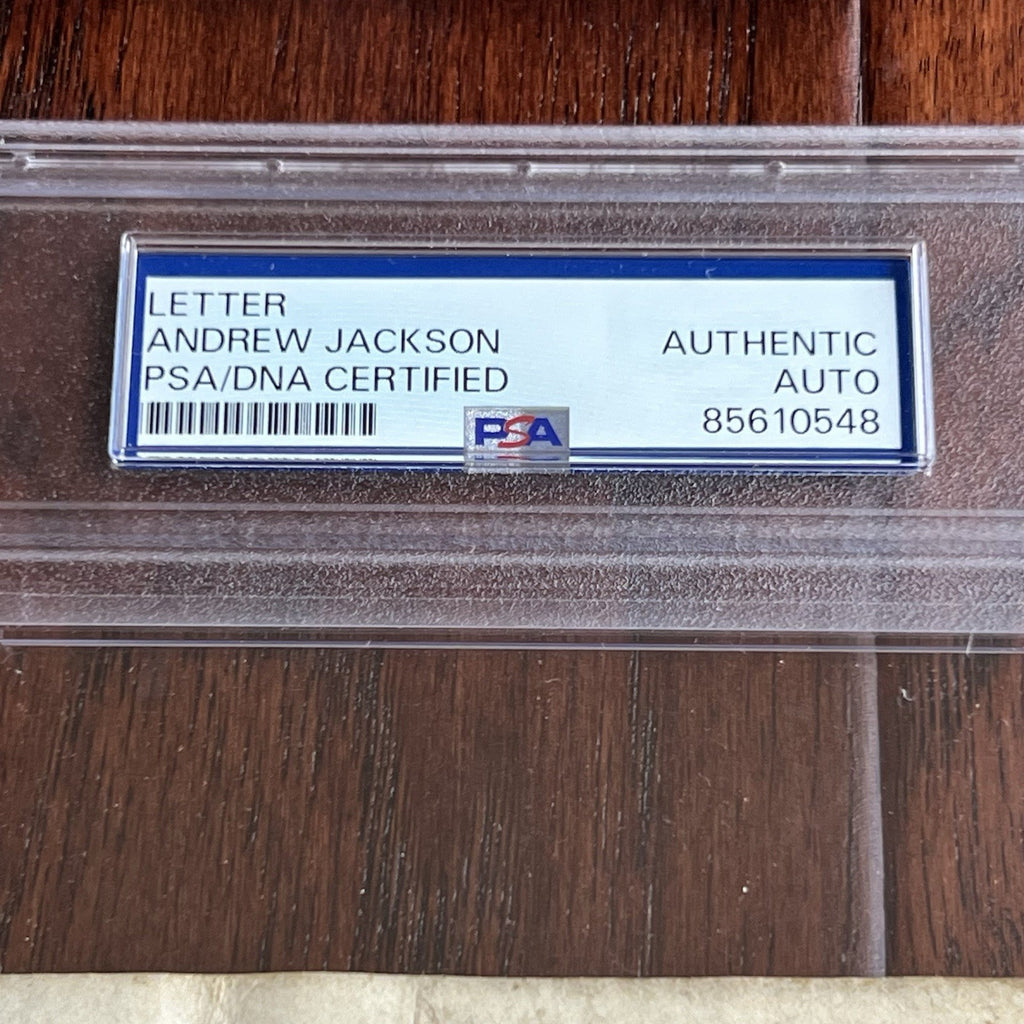 LETTER
ANDREW JACKSON
PSA/DNA CERTIFIED
AUTHENTIC
AUTO
85610548
PSA